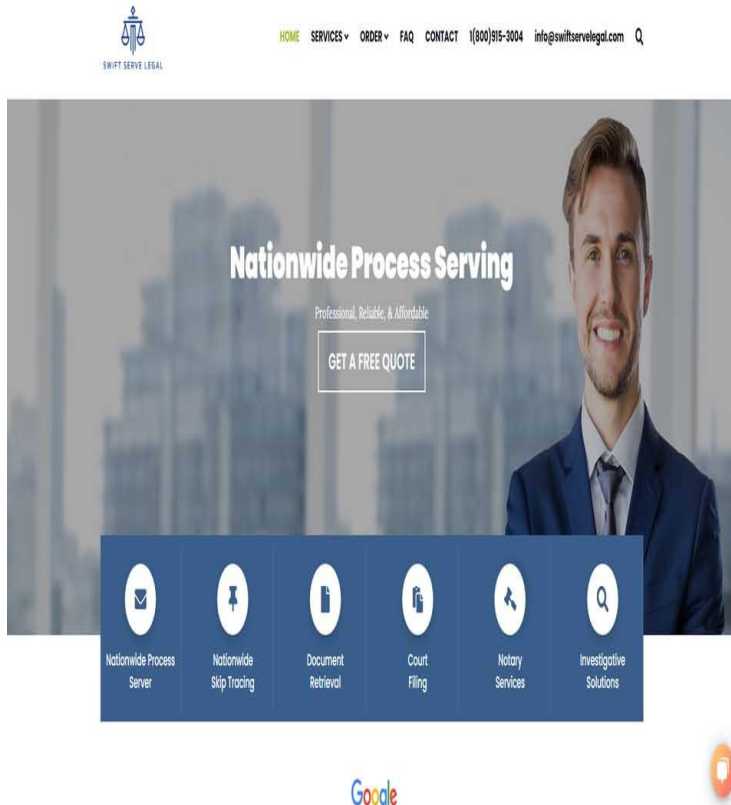 SWIFT SERVE LEGAL
HOME SERVICES ORDER FAQ CONTACT 1(800)915-3004 info@swiftservelegal.com
Nationwide Process Serving
Professional, Reliable, & Affordable
GET A FREE QUOTE
Nationwide Process Server
Nationwide Skip Tracing
Document Retrieval
Court Filing
Notary Services
Investigative Solutions
Google